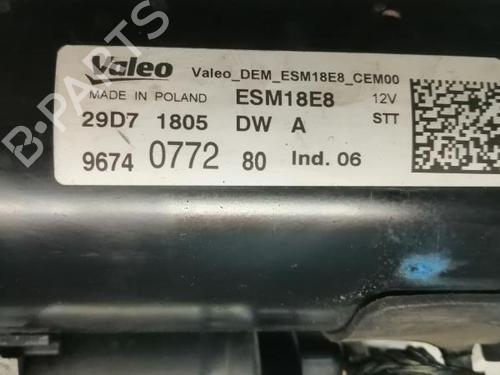 B-PARTS
Valeo Valeo_DEM_ESM18E8_CEM00
MADE IN POLAND ESM18E8 12V
29D7 1805 DW A STT
9674 0772 80 Ind. 06